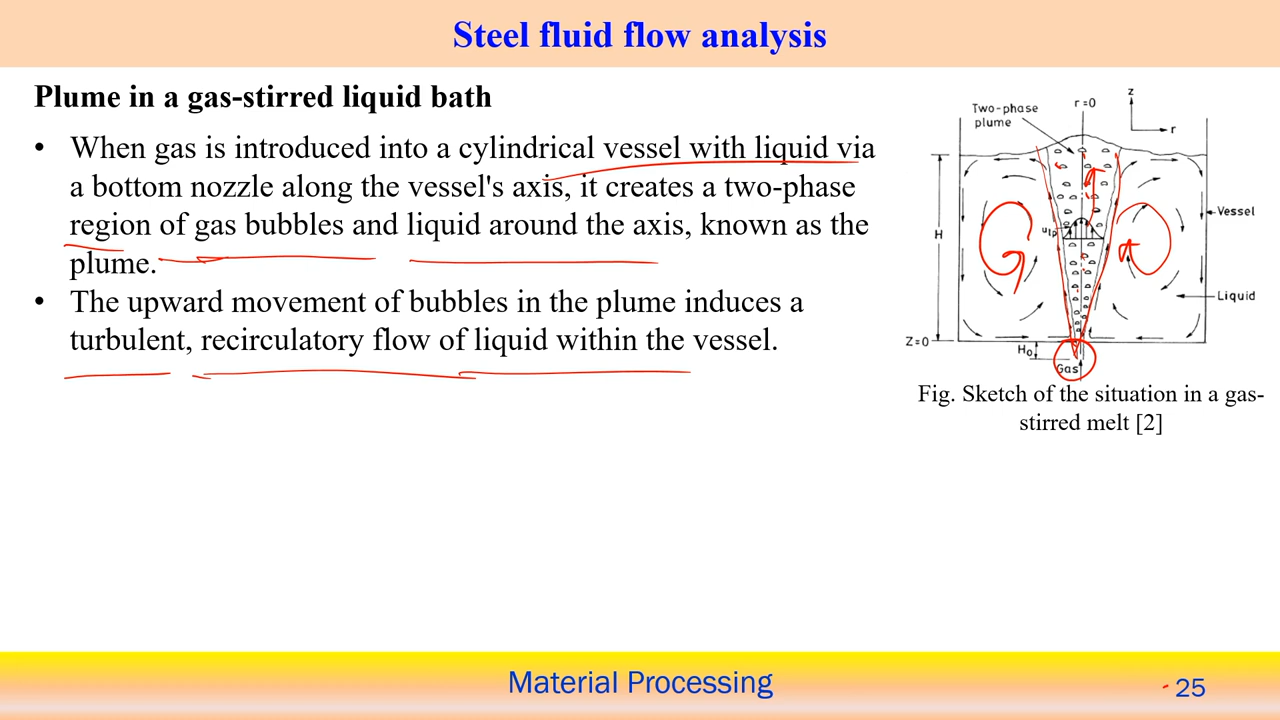 Steel fluid flow analysis
Plume in a gas-stirred liquid bath
• When gas is introduced into a cylindrical vessel with liquid via
a bottom nozzle along the vessel's axis, it creates a two-phase
region of gas bubbles and liquid around the axis, known as the
plume.
• The upward movement of bubbles in the plume induces a
turbulent, recirculatory flow of liquid within the vessel.
Two-phase
plume
r=0
z
r
Vessel
H
u_lp
Liquid
Z=0
H₀
Gas
Fig. Sketch of the situation in a gas-
stirred melt [2]
Material Processing
25